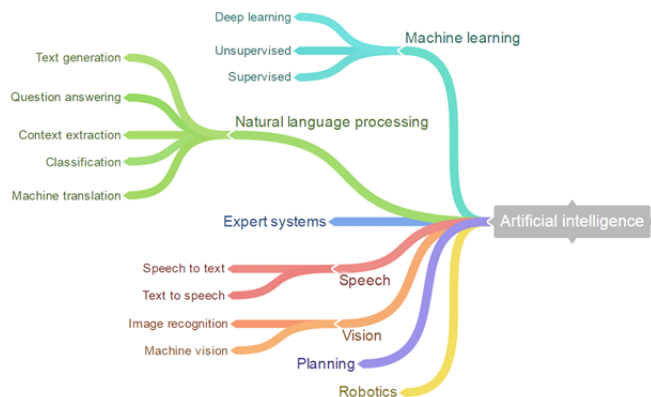 Deep learning
Machine learning
Unsupervised
Supervised
Text generation
Question answering
Natural language processing
Context extraction
Classification
Machine translation
Expert systems
Artificial intelligence
Speech to text
Speech
Text to speech
Image recognition
Vision
Machine vision
Planning
Robotics